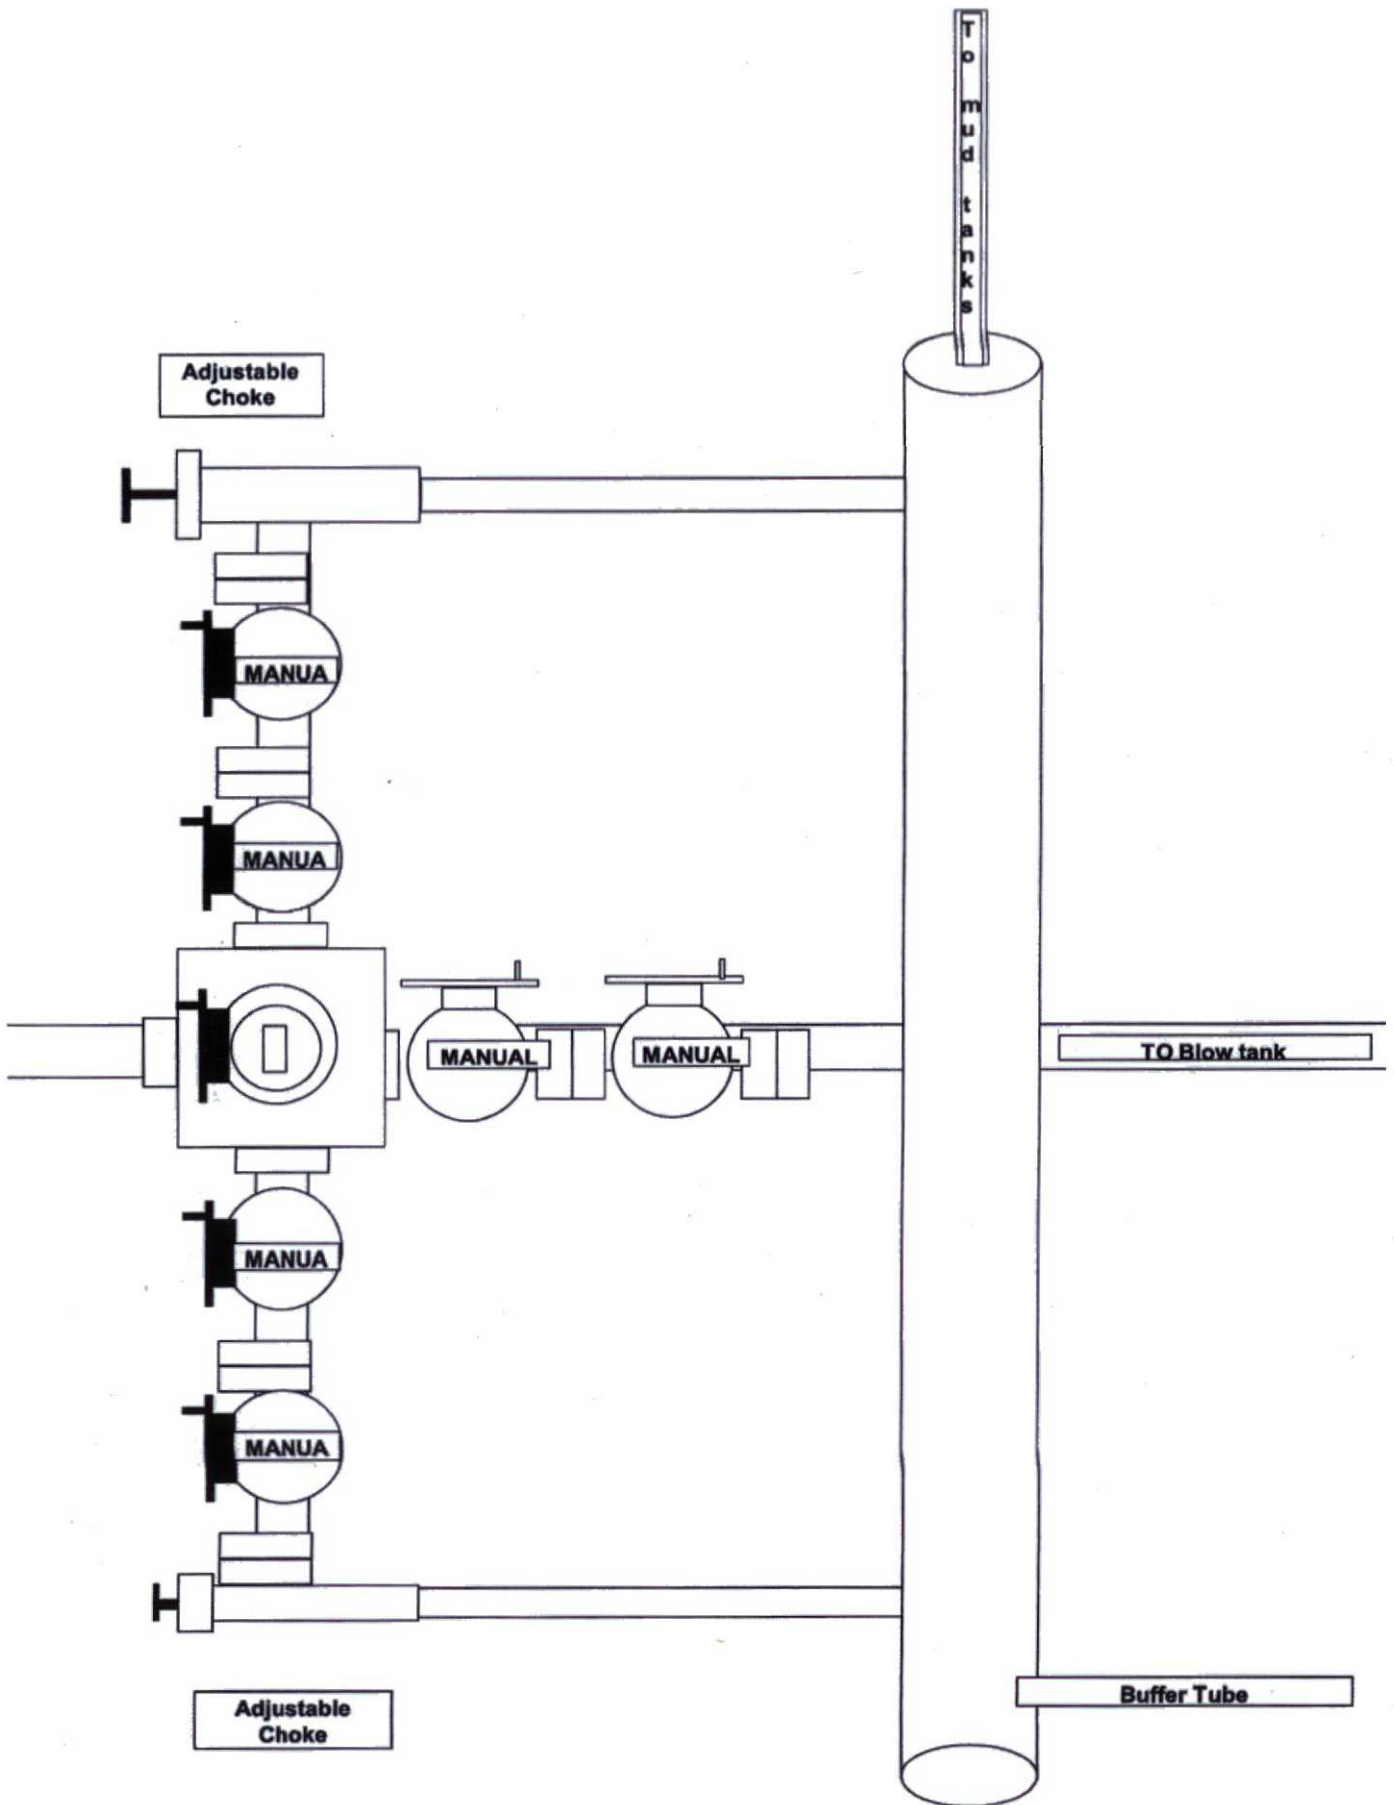 To mud tanks
Adjustable
Choke
MANUA
MANUA
MANUAL
MANUAL
TO Blow tank
MANUA
MANUA
Buffer Tube
Adjustable
Choke